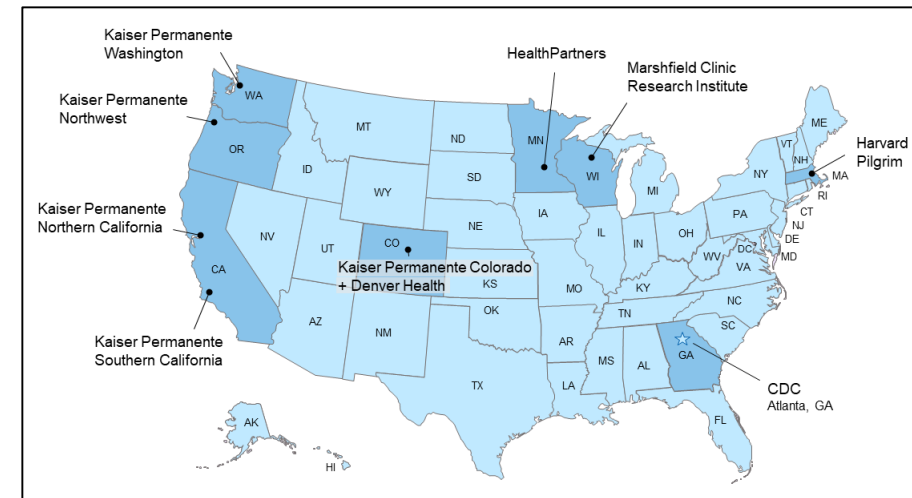 Kaiser Permanente
Washington
HealthPartners
Marshfield Clinic
Research Institute
Kaiser Permanente
Northwest
Harvard
Pilgrim
Kaiser Permanente
Northern California
Kaiser Permanente Colorado
+ Denver Health
Kaiser Permanente
Southern California
CDC
Atlanta, GA
WA
OR
CA
NV
ID
MT
WY
UT
CO
AZ
NM
ND
SD
NE
KS
OK
TX
MN
IA
MO
AR
LA
WI
IL
MI
IN
OH
KY
TN
MS
AL
GA
FL
SC
NC
VA
WV
DC
MD
DE
NJ
PA
NY
CT
RI
MA
VT
NH
ME
AK
HI